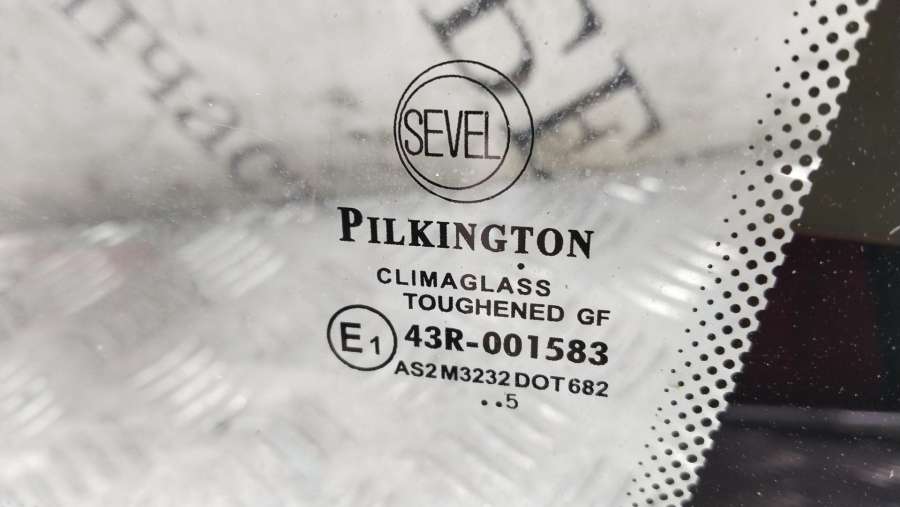 SEVEL
PILKINGTON
CLIMAGLASS
TOUGHENED GF
E1 43R-001583
AS2 M3232 DOT 682
..5